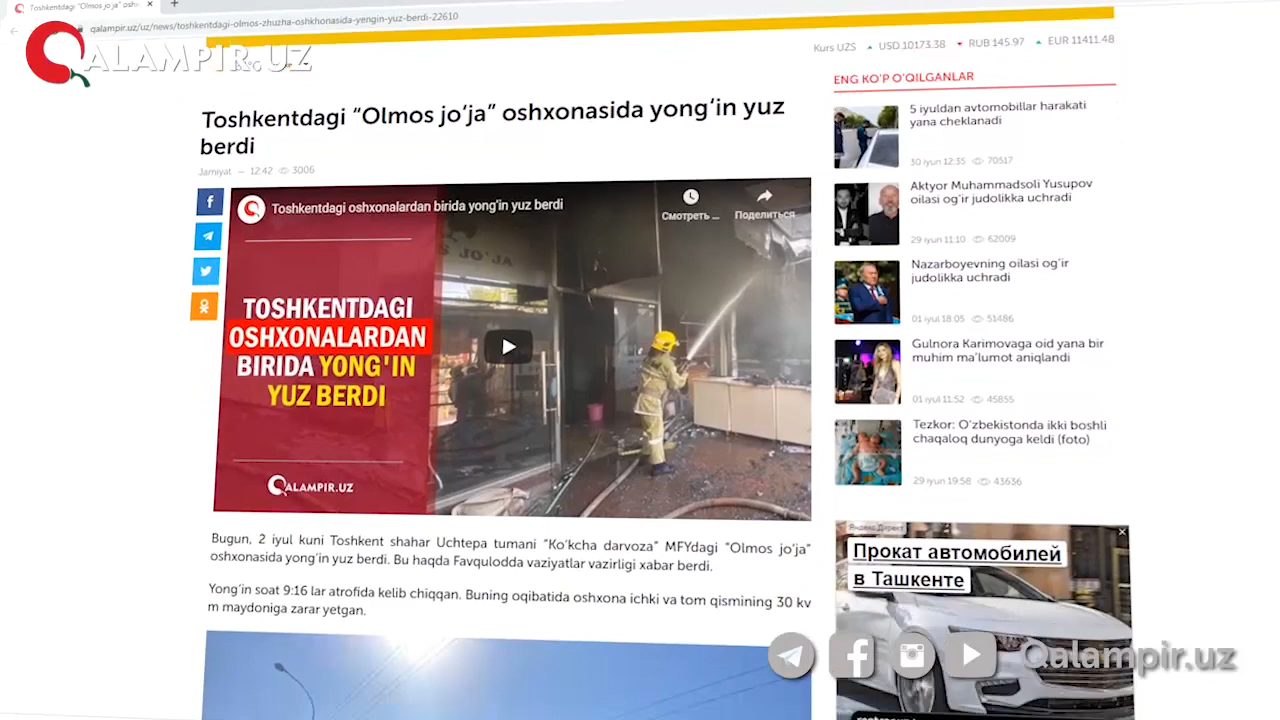 Toshkentdagi "Olmos jo'ja" oshx
qalampir.uz/uz/news/toshkentdagi-olmos-zhuzha-oshkhonasida-yengin-yuz-berdi-22610
QALAMPIR.UZ
Kurs UZS USD 10173.38 RUB 145.97 EUR 11411.48
Toshkentdagi “Olmos jo‘ja” oshxonasida yong‘in yuz
berdi
Jamiyat — 12:42 3006
Toshkentdagi oshxonalardan birida yong‘in yuz berdi
Смотреть ...
Поделиться
TOSHKENTDAGI
OSHXONALARDAN
BIRIDA YONG'IN
YUZ BERDI
QALAMPIR.UZ
Bugun, 2 iyul kuni Toshkent shahar Uchtepa tumani “Ko‘kcha darvoza” MFYdagi “Olmos jo‘ja”
oshxonasida yong‘in yuz berdi. Bu haqda Favqulodda vaziyatlar vazirligi xabar berdi.
Yong‘in soat 9:16 lar atrofida kelib chiqqan. Buning oqibatida oshxona ichki va tom qismining 30 kv
m maydoniga zarar yetgan.
ENG KO‘P O‘QILGANLAR
5 iyuldan avtomobillar harakati
yana cheklanadi
30 iyun 12:35 70517
Aktyor Muhammadsoli Yusupov
oilasi og‘ir judolikka uchradi
29 iyun 11:10 62009
Nazarboyevning oilasi og‘ir
judolikka uchradi
01 iyul 18:05 51486
Gulnora Karimovaga oid yana bir
muhim ma’lumot aniqlandi
01 iyul 11:52 45855
Tezkor: O‘zbekistonda ikki boshli
chaqaloq dunyoga keldi (foto)
29 iyun 19:58 43636
Яндекс.Директ
Прокат автомобилей
в Ташкенте
Qalampir.uz